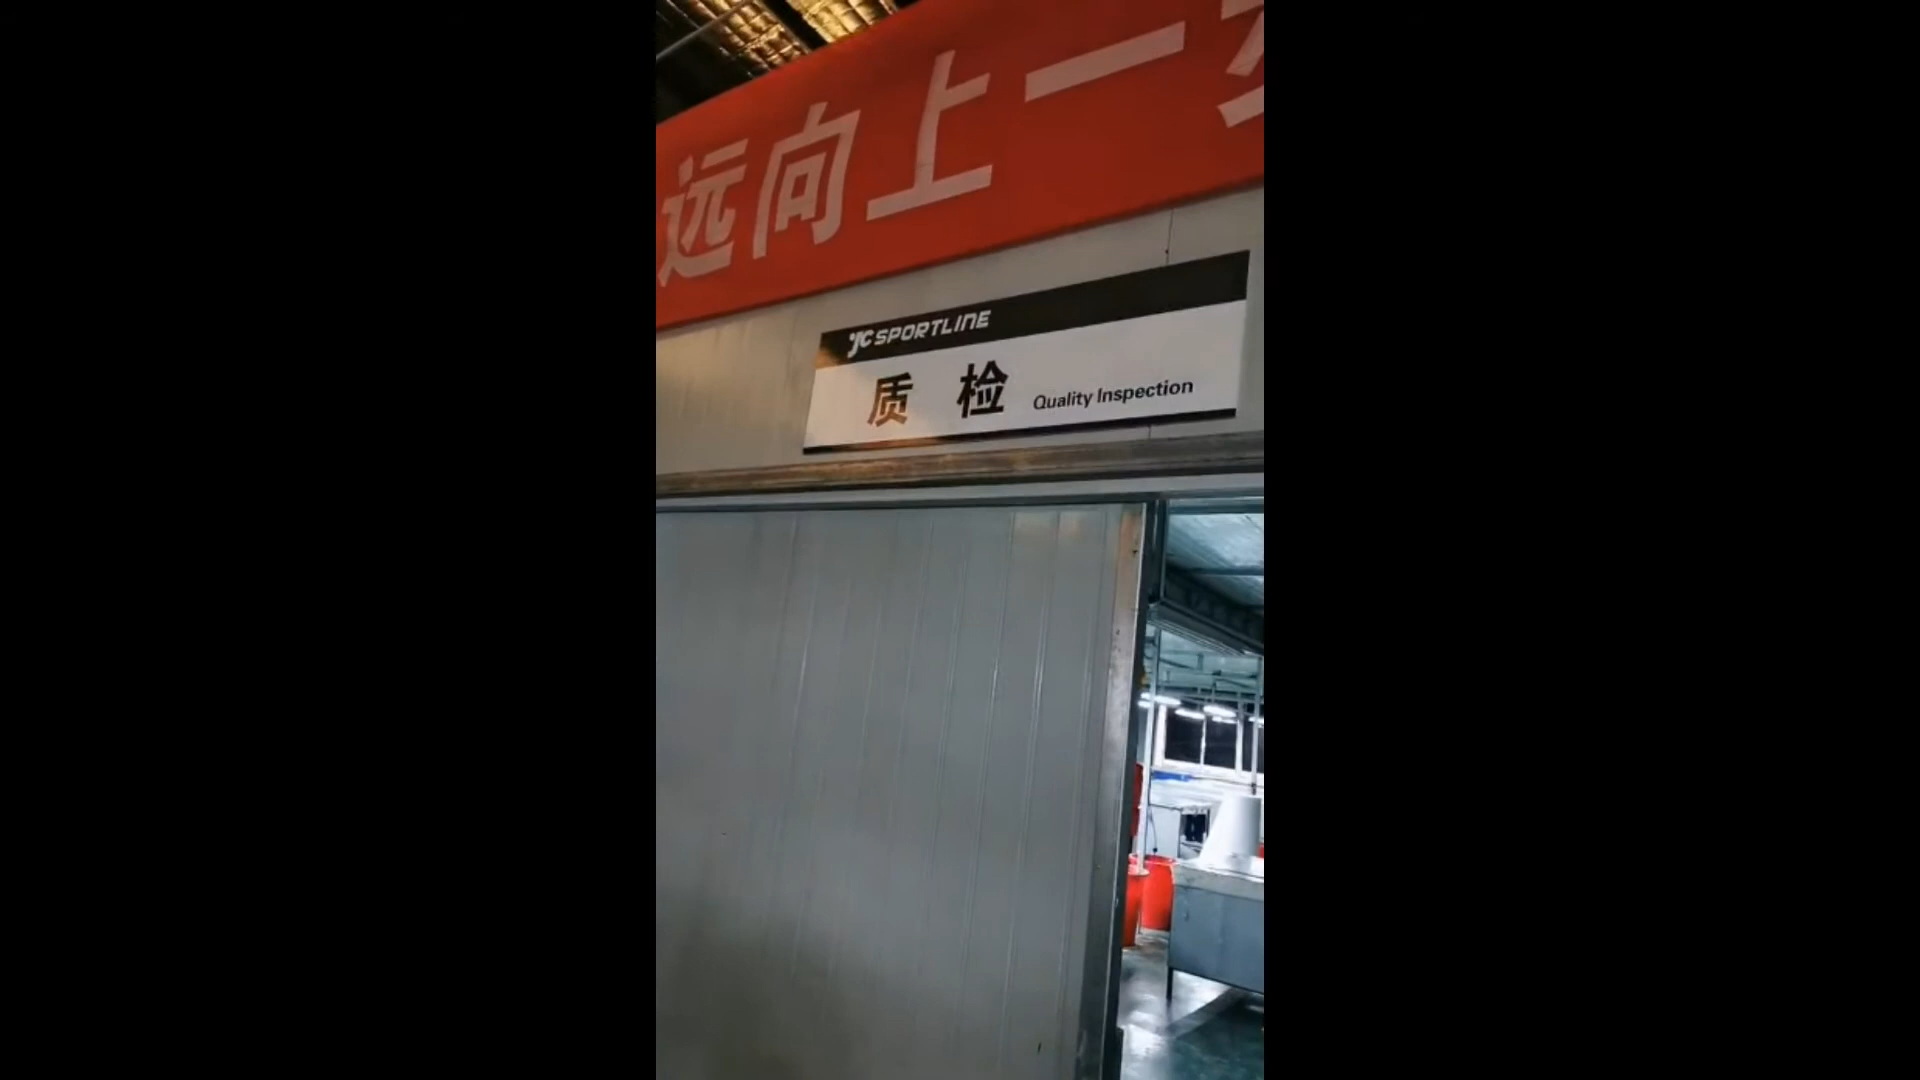 远向上一
JC SPORTLINE
质 检 Quality Inspection